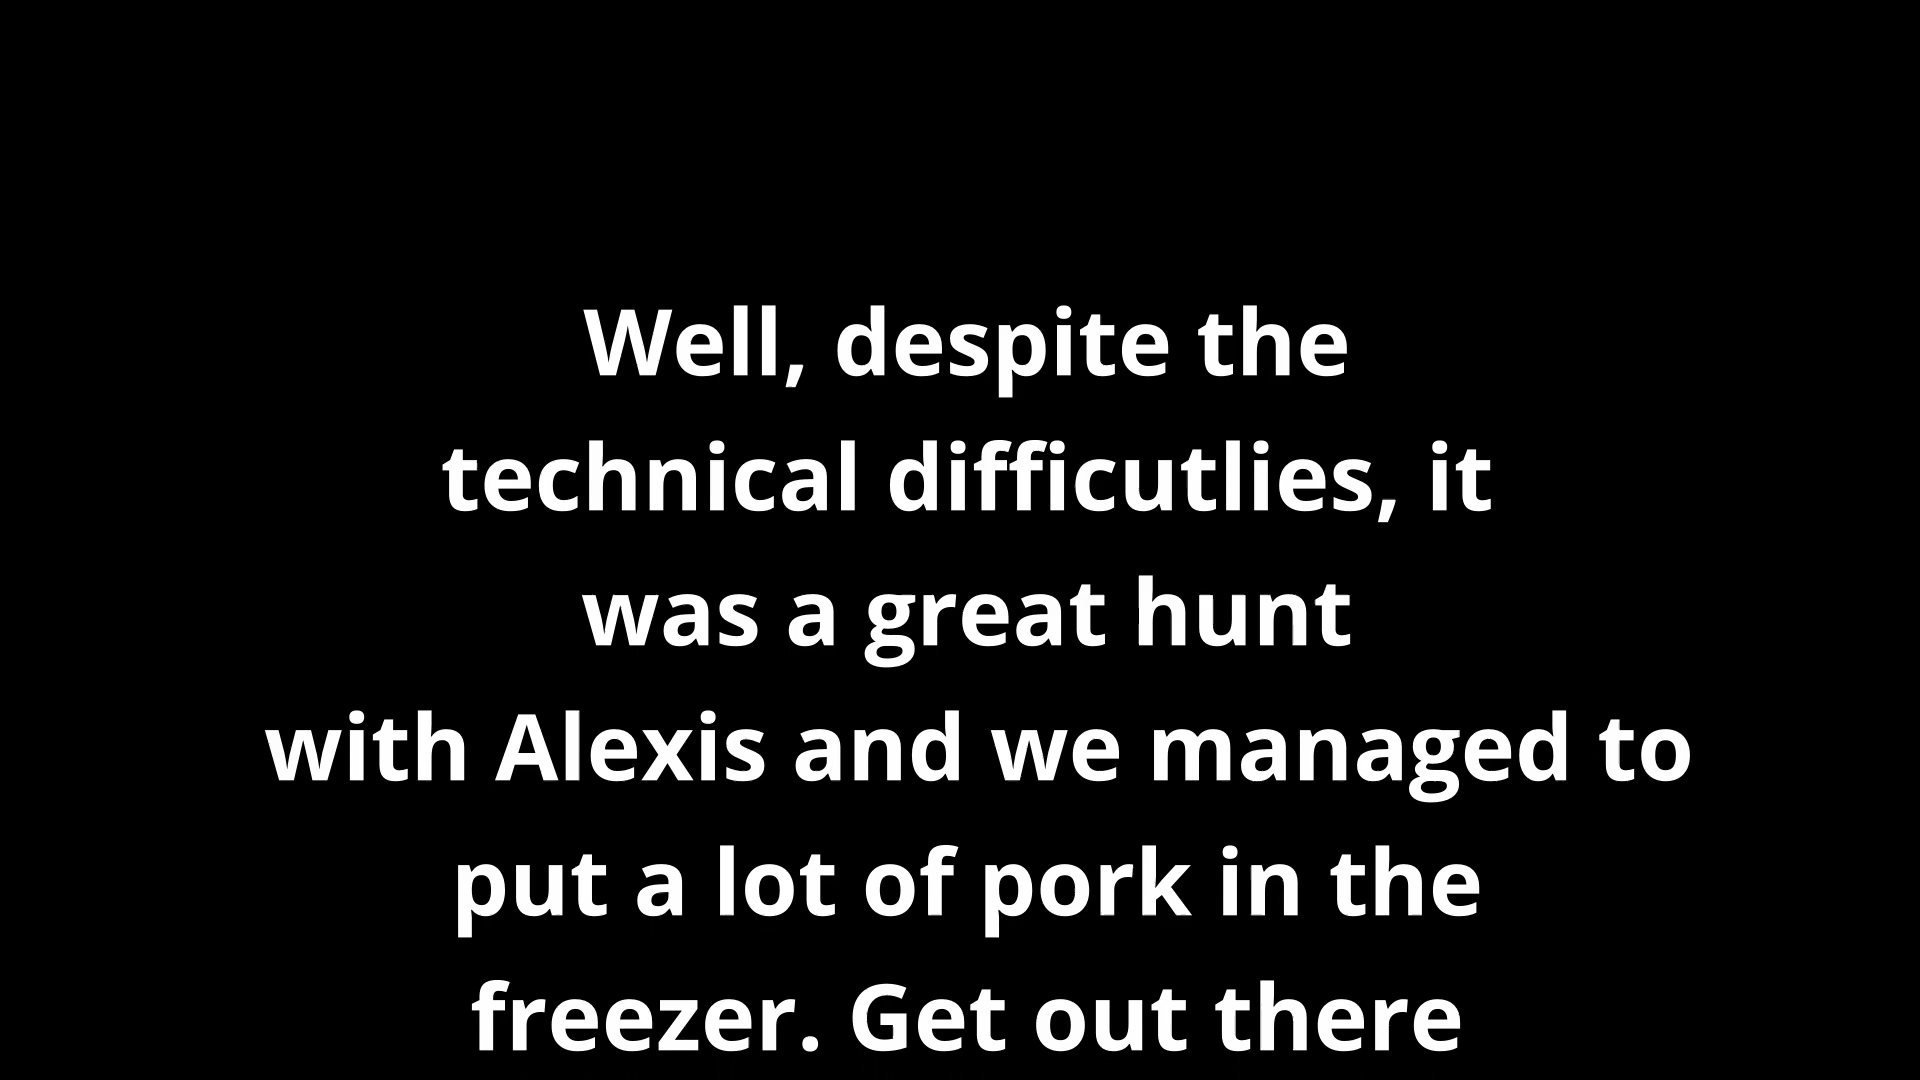 Well, despite the
technical difficutlies, it
was a great hunt
with Alexis and we managed to
put a lot of pork in the
freezer. Get out there